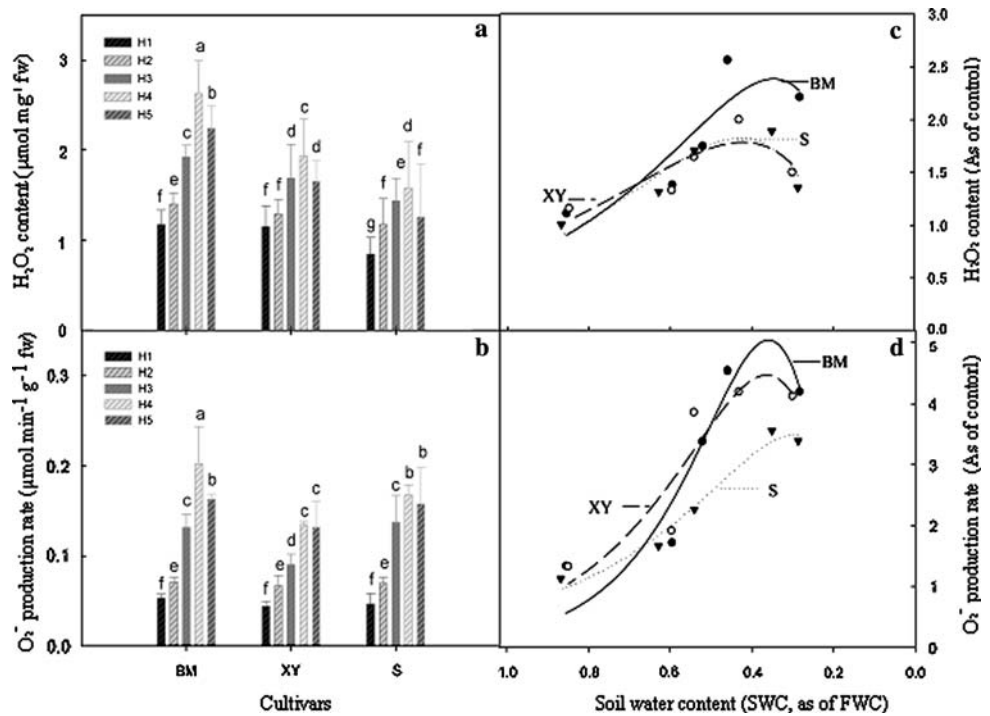 a
H1
H2
H3
H4
H5
3
2
1
0
H₂O₂ content (µmol mg⁻¹ fw)
f e c a b
f f d c d
g f e d f
c
BM
S
XY
3.0
2.5
2.0
1.5
1.0
0.5
0.0
H₂O₂ content (As of control)
b
H1
H2
H3
H4
H5
0.3
0.2
0.1
0.0
O₂⁻ production rate (µmol min⁻¹ g⁻¹ fw)
f e c a b
f e d c c
f e c b b
BM XY S
Cultivars
d
BM
XY
S
5
4
3
2
1
0
O₂⁻ production rate (As of contorl)
1.0 0.8 0.6 0.4 0.2 0.0
Soil water content (SWC, as of FWC)